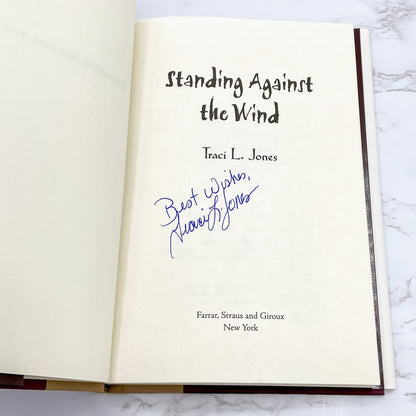 Standing Against
the Wind
Traci L. Jones
Best Wishes,
Traci L. Jones
Farrar, Straus and Giroux
New York